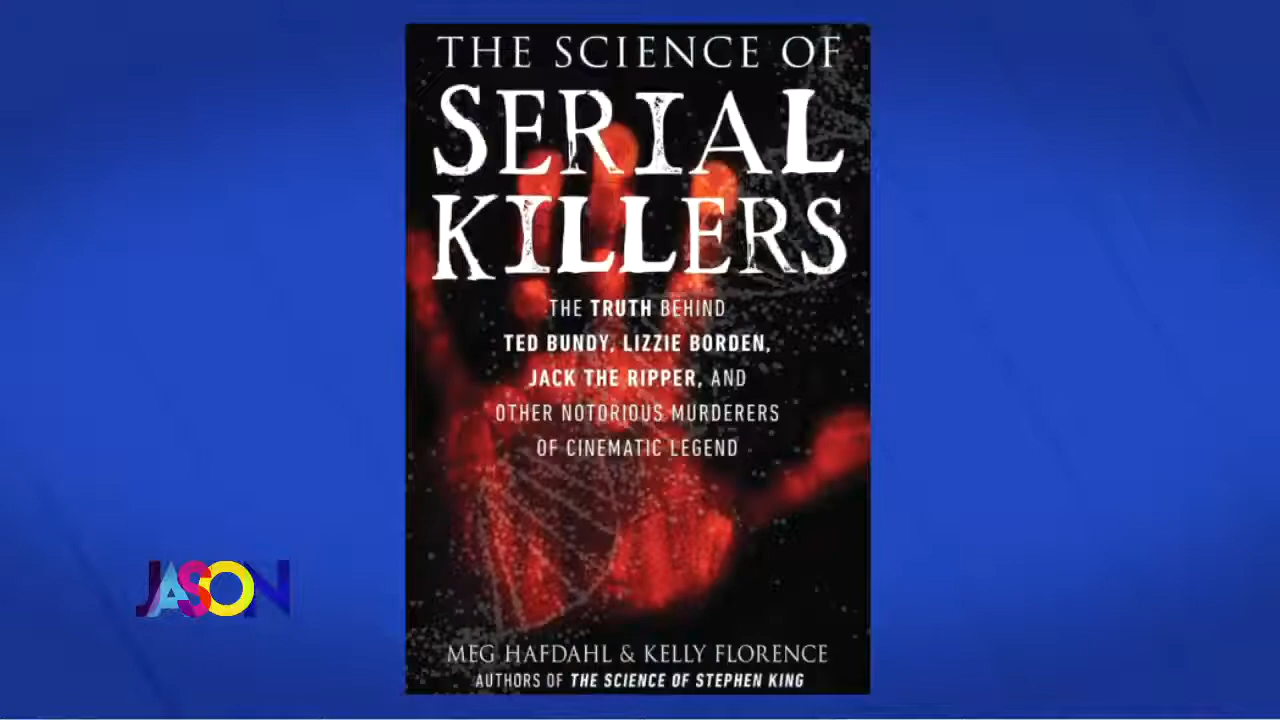 THE SCIENCE OF
SERIAL
KILLERS
THE TRUTH BEHIND
TED BUNDY, LIZZIE BORDEN,
JACK THE RIPPER, AND
OTHER NOTORIOUS MURDERERS
OF CINEMATIC LEGEND
JASON
MEG HAFDAHL & KELLY FLORENCE
AUTHORS OF THE SCIENCE OF STEPHEN KING